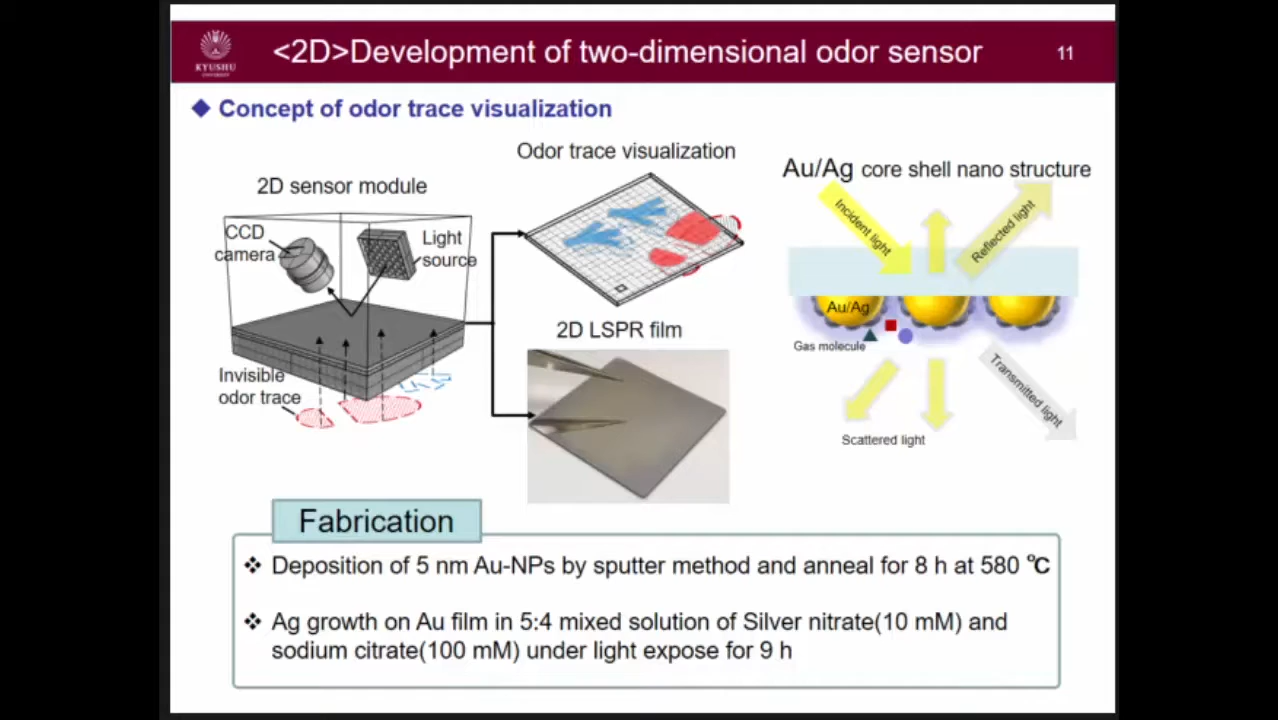 KYUSHU
UNIVERSITY
<2D>Development of two-dimensional odor sensor
11
Concept of odor trace visualization
2D sensor module
CCD
camera
Light
source
Invisible
odor trace
Odor trace visualization
2D LSPR film
Au/Ag core shell nano structure
Incident light
Reflected light
Au/Ag
Gas molecule
Transmitted light
Scattered light
Fabrication
❖ Deposition of 5 nm Au-NPs by sputter method and anneal for 8 h at 580 ℃
❖ Ag growth on Au film in 5:4 mixed solution of Silver nitrate(10 mM) and
sodium citrate(100 mM) under light expose for 9 h